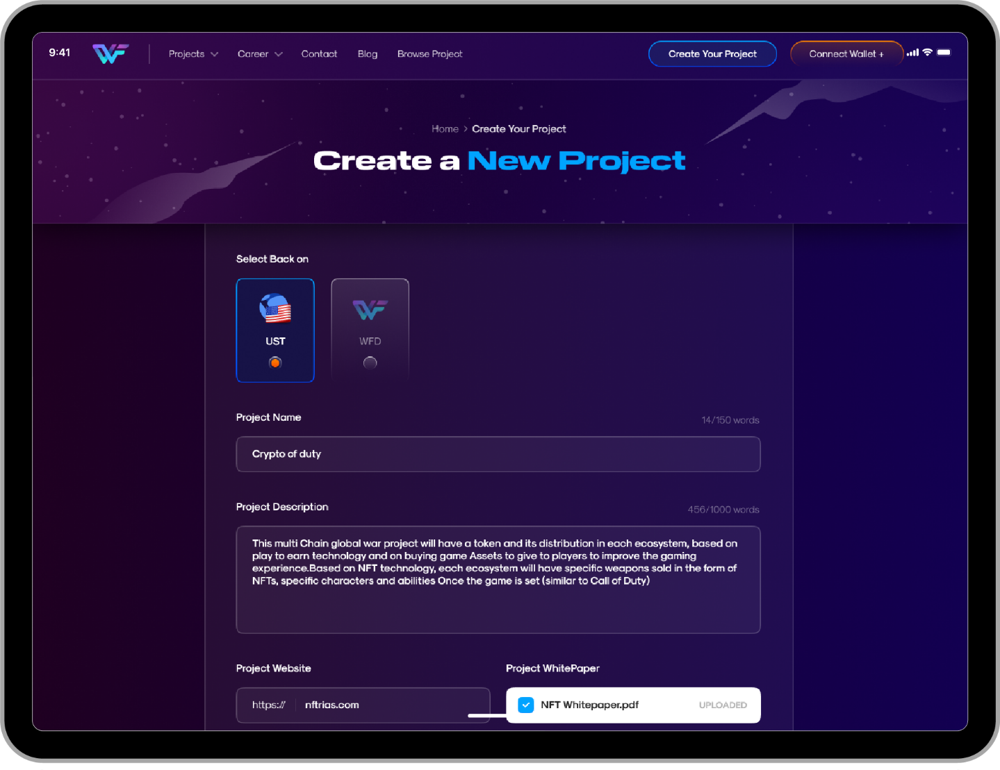 9:41
Projects
Career
Contact
Blog
Browse Project
Create Your Project
Connect Wallet +
Home > Create Your Project
Create a New Project
Select Back on
UST
WFD
Project Name
14/150 words
Crypto of duty
Project Description
456/1000 words
This multi Chain global war project will have a token and its distribution in each ecosystem, based on
play to earn technology and on buying game Assets to give to players to improve the gaming
experience.Based on NFT technology, each ecosystem will have specific weapons sold in the form of
NFTs, specific characters and abilities Once the game is set (similar to Call of Duty)
Project Website
Project WhitePaper
https://
nftrias.com
NFT Whitepaper.pdf
UPLOADED